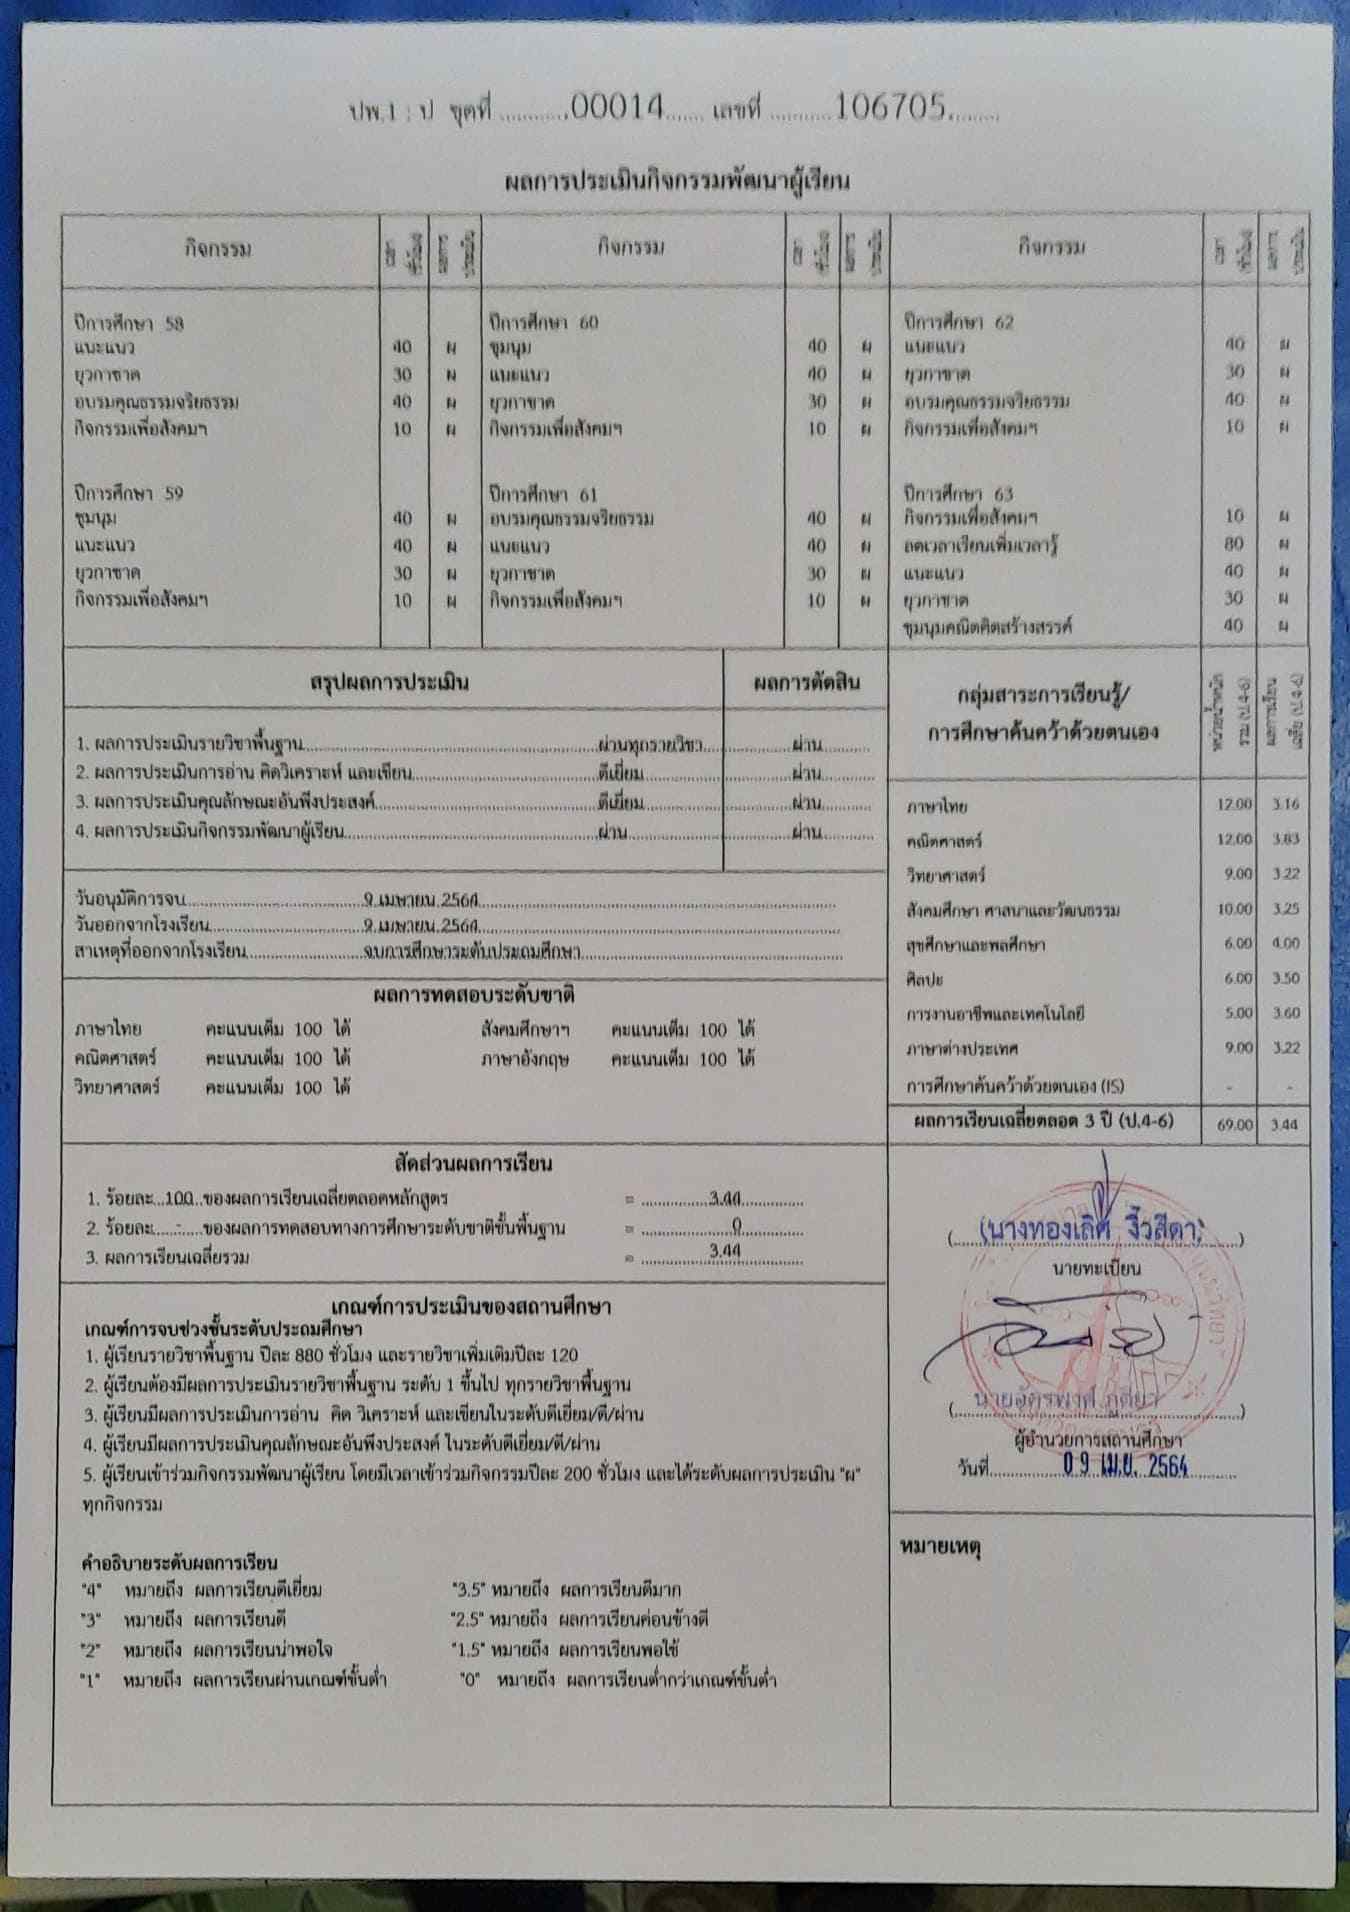 ปพ.1 : ป ชุดที่ ............00014....... เลขที่ ...........106705.........
ผลการประเมินกิจกรรมพัฒนาผู้เรียน
กิจกรรม เวลา (ชั่วโมง) ผลการประเมิน กิจกรรม เวลา (ชั่วโมง) ผลการประเมิน กิจกรรม เวลา (ชั่วโมง) ผลการประเมิน
ปีการศึกษา 58 ปีการศึกษา 60 ปีการศึกษา 62
แนะแนว 40 ผ ชุมนุม 40 ผ แนะแนว 40 ผ
ยุวกาชาด 30 ผ แนะแนว 40 ผ ยุวกาชาด 30 ผ
อบรมคุณธรรมจริยธรรม 40 ผ ยุวกาชาด 30 ผ อบรมคุณธรรมจริยธรรม 40 ผ
กิจกรรมเพื่อสังคมฯ 10 ผ กิจกรรมเพื่อสังคมฯ 10 ผ กิจกรรมเพื่อสังคมฯ 10 ผ
ปีการศึกษา 59 ปีการศึกษา 61 ปีการศึกษา 63
ชุมนุม 40 ผ อบรมคุณธรรมจริยธรรม 40 ผ กิจกรรมเพื่อสังคมฯ 10 ผ
แนะแนว 40 ผ แนะแนว 40 ผ ลดเวลาเรียนเพิ่มเวลารู้ 80 ผ
ยุวกาชาด 30 ผ ยุวกาชาด 30 ผ แนะแนว 40 ผ
กิจกรรมเพื่อสังคมฯ 10 ผ กิจกรรมเพื่อสังคมฯ 10 ผ ยุวกาชาด 30 ผ
ชุมนุมคณิตคิดสร้างสรรค์ 40 ผ
สรุปผลการประเมิน ผลการตัดสิน
1. ผลการประเมินรายวิชาพื้นฐาน ผ่านทุกรายวิชา ผ่าน
2. ผลการประเมินการอ่าน คิดวิเคราะห์ และเขียน ดีเยี่ยม ผ่าน
3. ผลการประเมินคุณลักษณะอันพึงประสงค์ ดีเยี่ยม ผ่าน
4. ผลการประเมินกิจกรรมพัฒนาผู้เรียน ผ่าน ผ่าน
วันอนุมัติการจบ 9 เมษายน 2564
วันออกจากโรงเรียน 9 เมษายน 2564
สาเหตุที่ออกจากโรงเรียน จบการศึกษาระดับประถมศึกษา
ผลการทดสอบระดับชาติ
ภาษาไทย คะแนนเต็ม 100 ได้ สังคมศึกษาฯ คะแนนเต็ม 100 ได้
คณิตศาสตร์ คะแนนเต็ม 100 ได้ ภาษาอังกฤษ คะแนนเต็ม 100 ได้
วิทยาศาสตร์ คะแนนเต็ม 100 ได้
สัดส่วนผลการเรียน
1. ร้อยละ 100 ของผลการเรียนเฉลี่ยตลอดหลักสูตร = 3.44
2. ร้อยละ - ของผลการทดสอบทางการศึกษาระดับชาติขั้นพื้นฐาน = 0
3. ผลการเรียนเฉลี่ยรวม = 3.44
เกณฑ์การประเมินของสถานศึกษา
เกณฑ์การจบช่วงชั้นระดับประถมศึกษา
1. ผู้เรียนรายวิชาพื้นฐาน ปีละ 880 ชั่วโมง และรายวิชาเพิ่มเติมปีละ 120
2. ผู้เรียนต้องมีผลการประเมินรายวิชาพื้นฐาน ระดับ 1 ขึ้นไป ทุกรายวิชาพื้นฐาน
3. ผู้เรียนมีผลการประเมินการอ่าน คิด วิเคราะห์ และเขียนในระดับดีเยี่ยม/ดี/ผ่าน
4. ผู้เรียนมีผลการประเมินคุณลักษณะอันพึงประสงค์ ในระดับดีเยี่ยม/ดี/ผ่าน
5. ผู้เรียนเข้าร่วมกิจกรรมพัฒนาผู้เรียน โดยมีเวลาเข้าร่วมกิจกรรมปีละ 200 ชั่วโมง และได้ระดับผลการประเมิน "ผ"
ทุกกิจกรรม
คำอธิบายระดับผลการเรียน
"4" หมายถึง ผลการเรียนดีเยี่ยม "3.5" หมายถึง ผลการเรียนดีมาก
"3" หมายถึง ผลการเรียนดี "2.5" หมายถึง ผลการเรียนค่อนข้างดี
"2" หมายถึง ผลการเรียนน่าพอใจ "1.5" หมายถึง ผลการเรียนพอใช้
"1" หมายถึง ผลการเรียนผ่านเกณฑ์ขั้นต่ำ "0" หมายถึง ผลการเรียนต่ำกว่าเกณฑ์ขั้นต่ำ
กลุ่มสาระการเรียนรู้/
การศึกษาค้นคว้าด้วยตนเอง
หน่วยน้ำหนัก รวม (ป.4-6) ผลการเรียน เฉลี่ย (ป.4-6)
ภาษาไทย 12.00 3.16
คณิตศาสตร์ 12.00 3.83
วิทยาศาสตร์ 9.00 3.22
สังคมศึกษา ศาสนาและวัฒนธรรม 10.00 3.25
สุขศึกษาและพลศึกษา 6.00 4.00
ศิลปะ 6.00 3.50
การงานอาชีพและเทคโนโลยี 5.00 3.60
ภาษาต่างประเทศ 9.00 3.22
การศึกษาค้นคว้าด้วยตนเอง (IS) - -
ผลการเรียนเฉลี่ยตลอด 3 ปี (ป.4-6) 69.00 3.44
(นางทองเลิศ งิ้วสีดา)
นายทะเบียน
ผู้อำนวยการสถานศึกษา
วันที่ 09 เม.ย. 2564
หมายเหตุ